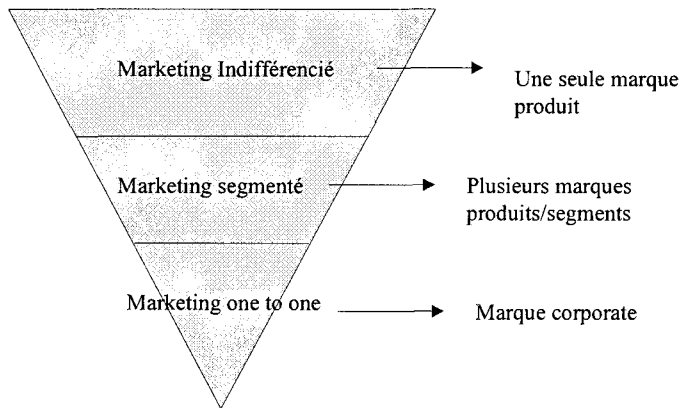 Marketing Indifférencié
Une seule marque
produit
Marketing segmenté
Plusieurs marques
produits/segments
Marketing one to one
Marque corporate